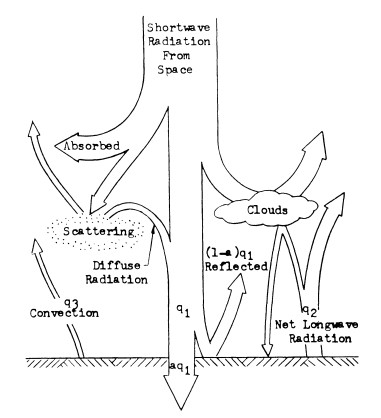 Shortwave
Radiation
From
Space
Absorbed
Clouds
Scattering
Diffuse
Radiation
(1-a)q1
Reflected
q3
Convection
q1
q2
Net Longwave
Radiation
aq1